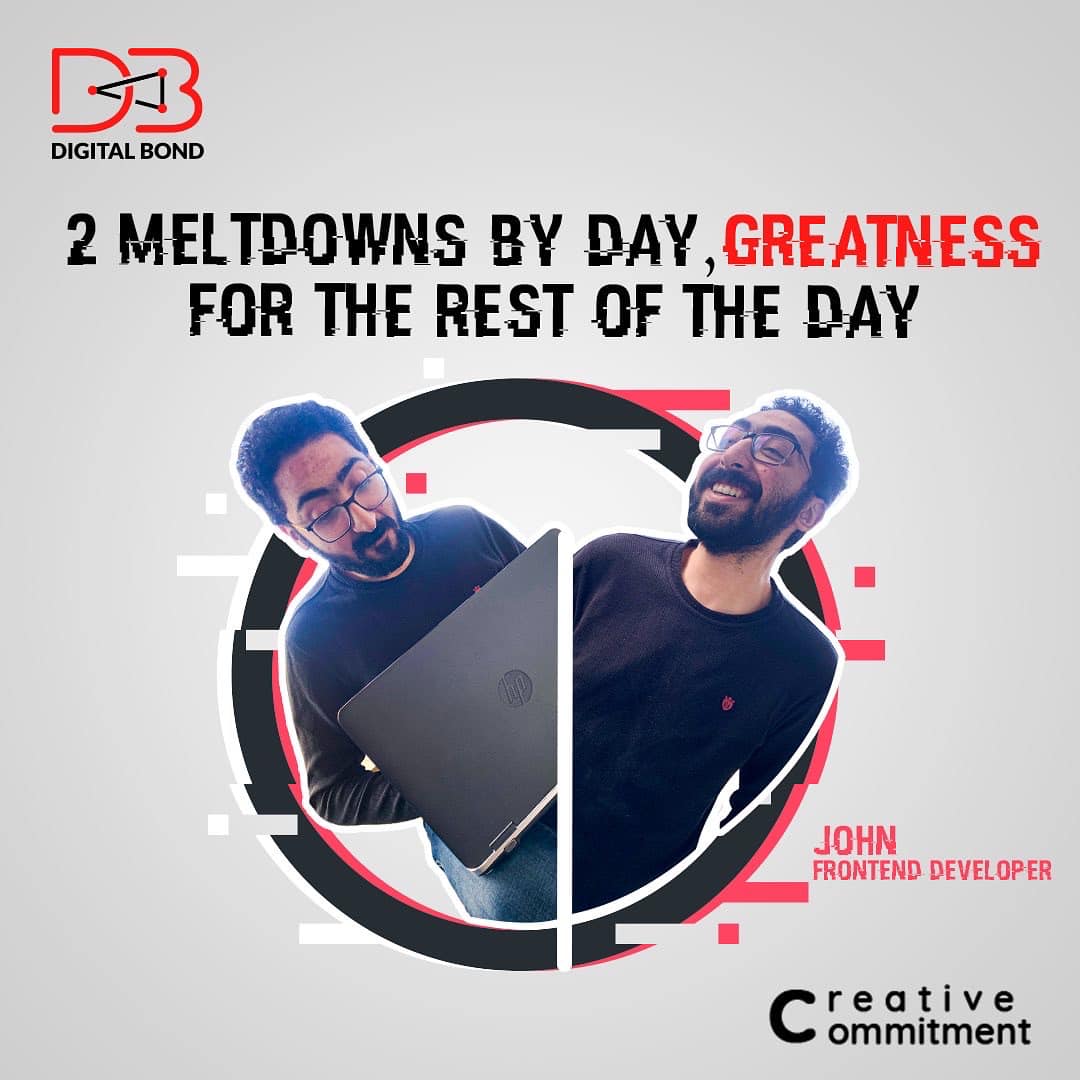 DB
DIGITAL BOND
2 MELTDOWNS BY DAY, GREATNESS
FOR THE REST OF THE DAY
hp
JOHN
FRONTEND DEVELOPER
Creative
Commitment